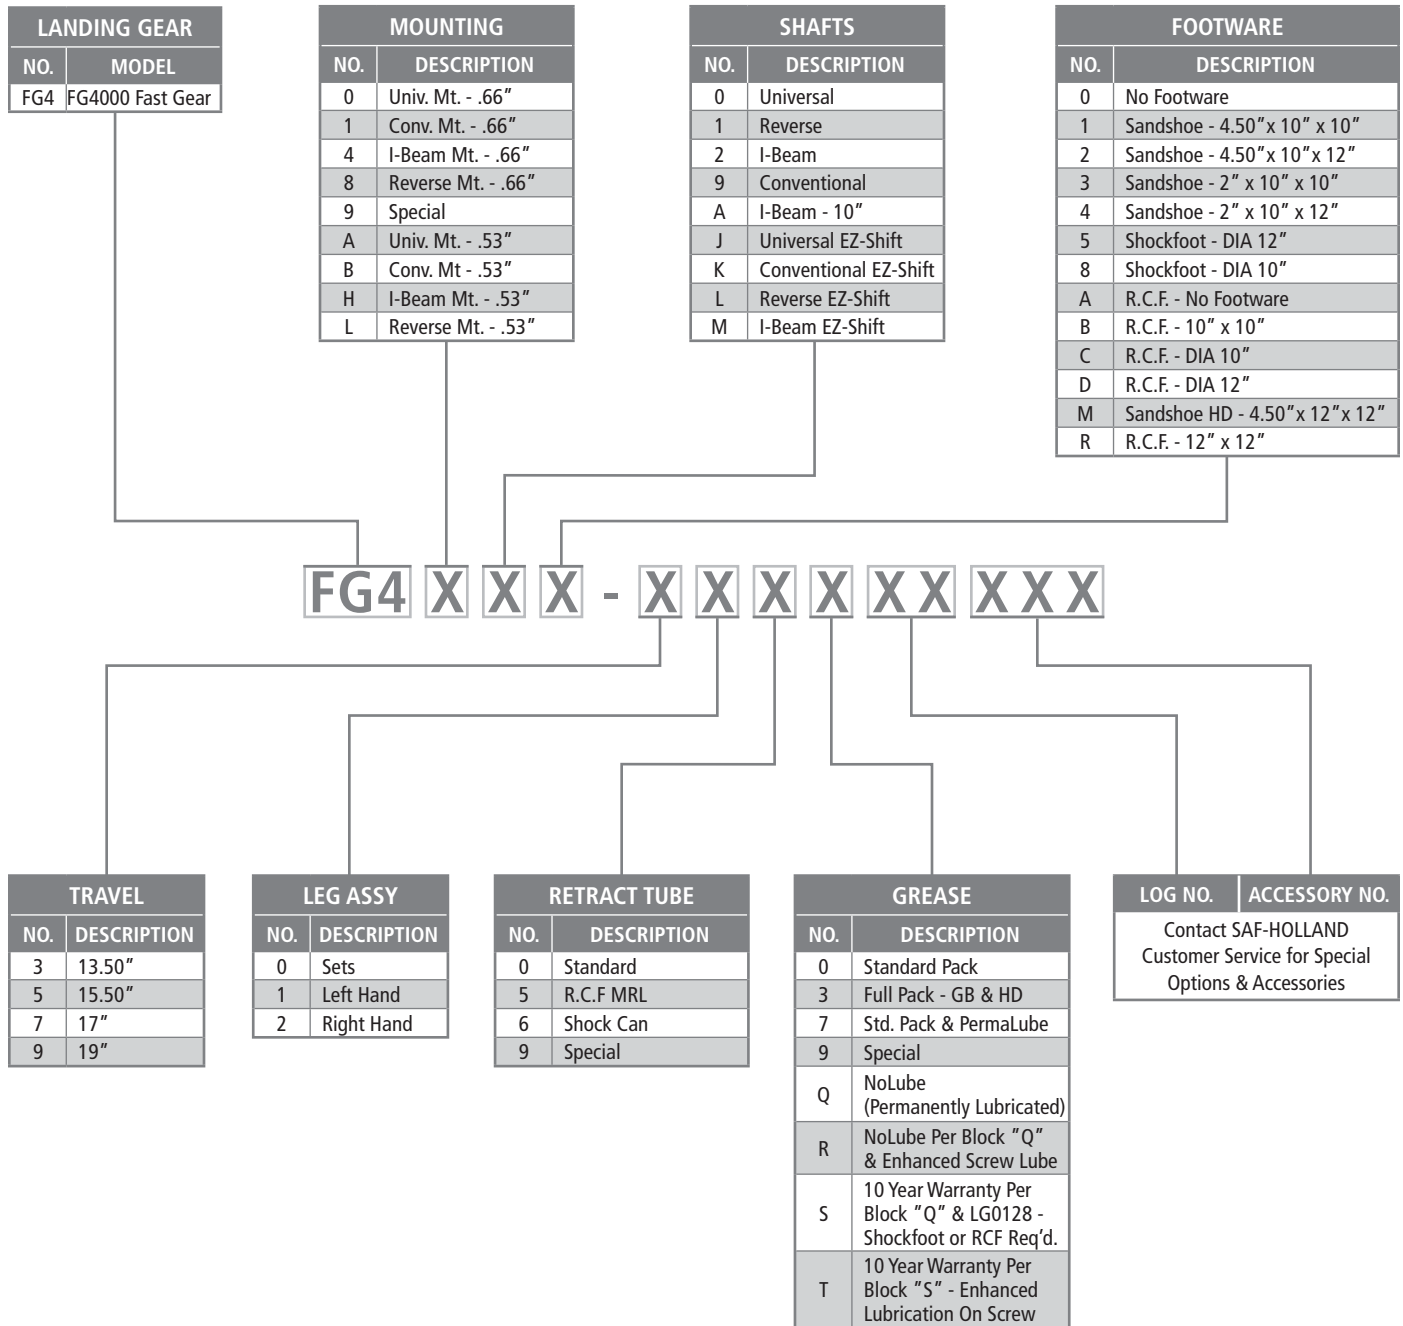 LANDING GEAR
NO. MODEL
FG4 FG4000 Fast Gear
MOUNTING
NO. DESCRIPTION
0 Univ. Mt. - .66"
1 Conv. Mt. - .66"
4 I-Beam Mt. - .66"
8 Reverse Mt. - .66"
9 Special
A Univ. Mt. - .53"
B Conv. Mt - .53"
H I-Beam Mt. - .53"
L Reverse Mt. - .53"
SHAFTS
NO. DESCRIPTION
0 Universal
1 Reverse
2 I-Beam
9 Conventional
A I-Beam - 10"
J Universal EZ-Shift
K Conventional EZ-Shift
L Reverse EZ-Shift
M I-Beam EZ-Shift
FOOTWARE
NO. DESCRIPTION
0 No Footware
1 Sandshoe - 4.50"x 10" x 10"
2 Sandshoe - 4.50"x 10"x 12"
3 Sandshoe - 2" x 10" x 10"
4 Sandshoe - 2" x 10" x 12"
5 Shockfoot - DIA 12"
8 Shockfoot - DIA 10"
A R.C.F. - No Footware
B R.C.F. - 10" x 10"
C R.C.F. - DIA 10"
D R.C.F. - DIA 12"
M Sandshoe HD - 4.50"x 12"x 12"
R R.C.F. - 12" x 12"
FG4 X X X - X X X X X X X X X
TRAVEL
NO. DESCRIPTION
3 13.50"
5 15.50"
7 17"
9 19"
LEG ASSY
NO. DESCRIPTION
0 Sets
1 Left Hand
2 Right Hand
RETRACT TUBE
NO. DESCRIPTION
0 Standard
5 R.C.F MRL
6 Shock Can
9 Special
GREASE
NO. DESCRIPTION
0 Standard Pack
3 Full Pack - GB & HD
7 Std. Pack & PermaLube
9 Special
Q NoLube
(Permanently Lubricated)
R NoLube Per Block "Q"
& Enhanced Screw Lube
S 10 Year Warranty Per
Block "Q" & LG0128 -
Shockfoot or RCF Req'd.
T 10 Year Warranty Per
Block "S" - Enhanced
Lubrication On Screw
LOG NO. ACCESSORY NO.
Contact SAF-HOLLAND
Customer Service for Special
Options & Accessories